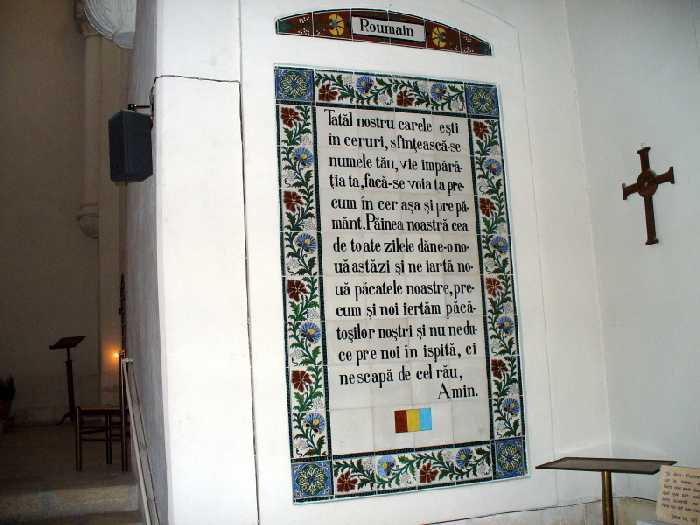 Roumain
Tatăl nostru carele ești
în ceruri, sfințească-se
numele tău, vie împără-
ția ta, facă-se voia ta pre
cum în cer așa și pre pă-
mânt. Pâinea noastră cea
de toate zilele dăne-o no-
uă astăzi și ne iartă no-
uă păcatele noastre, pre-
cum și noi iertăm păcă-
toșilor noștri și nu ne du-
ce pre noi în ispită, ci
ne scapă de cel rău,
Amin.